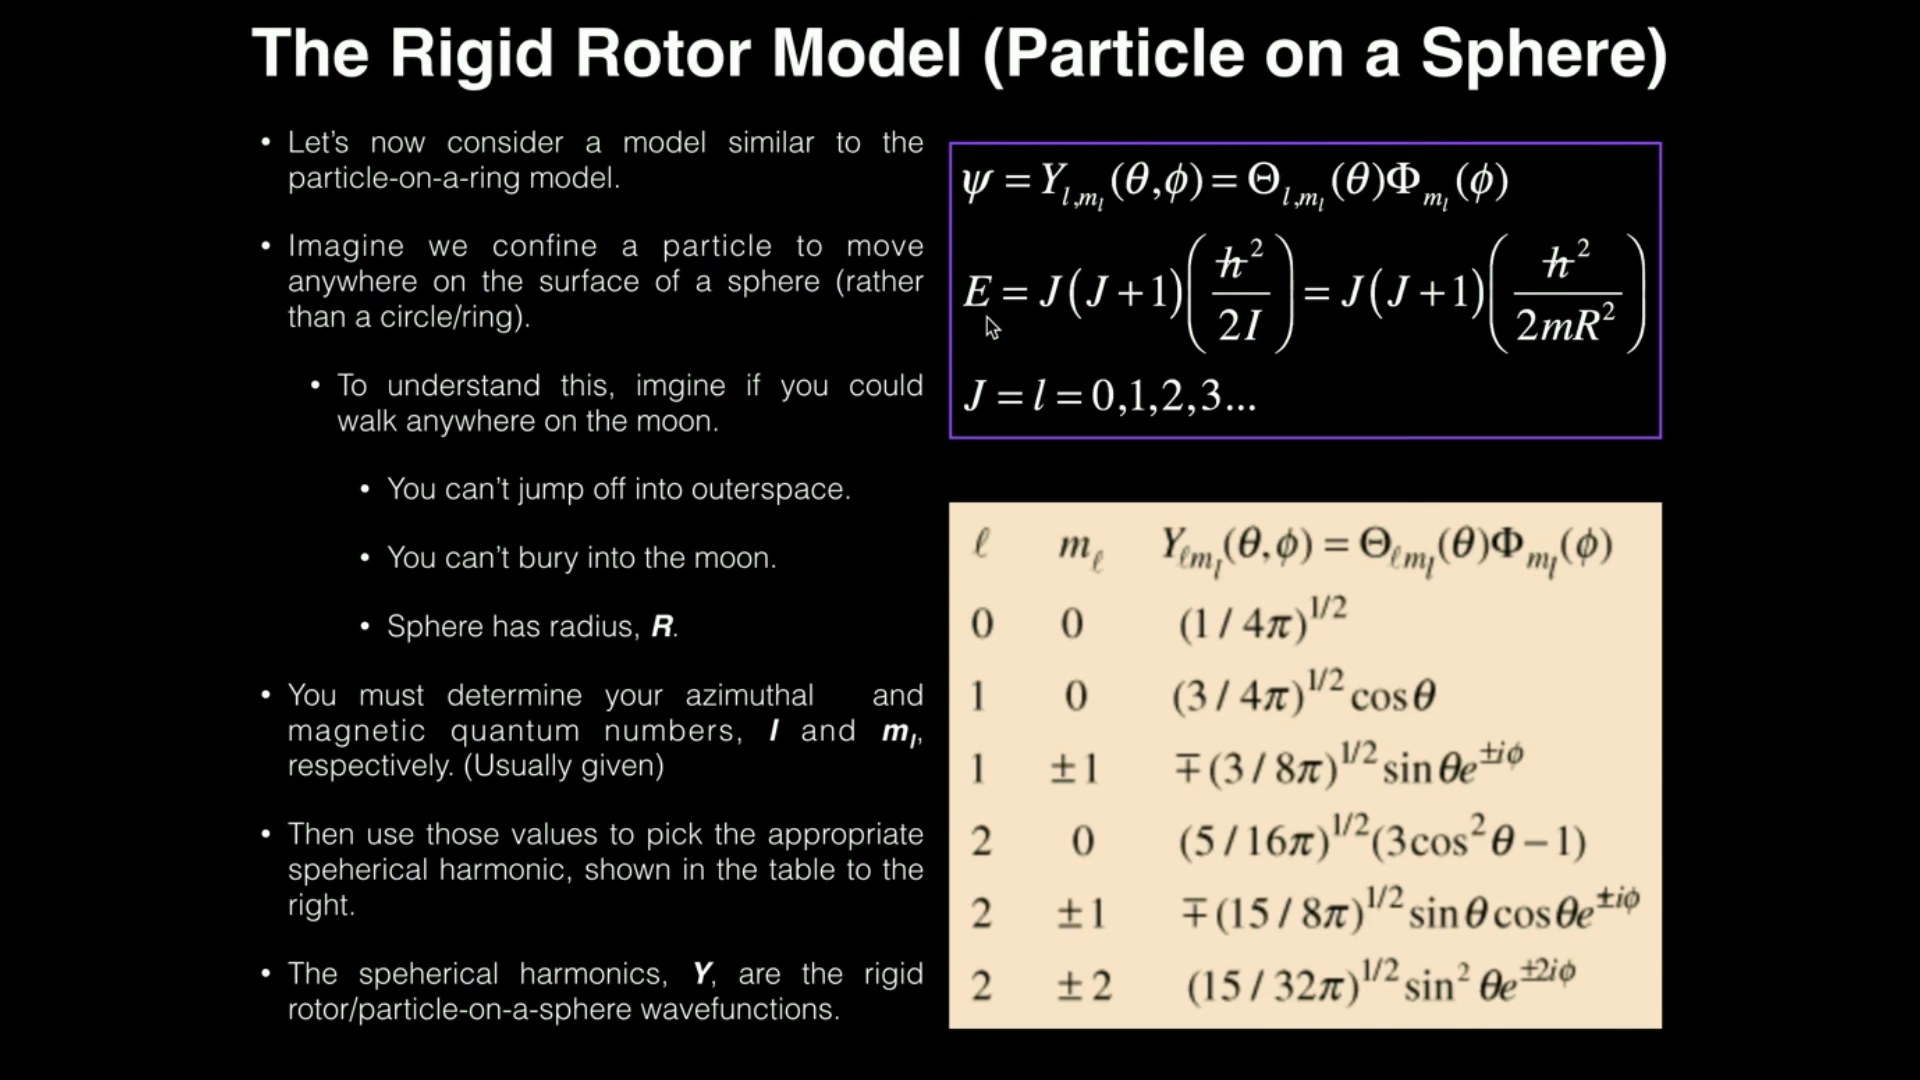 The Rigid Rotor Model (Particle on a Sphere)
• Let's now consider a model similar to the
particle-on-a-ring model.
• Imagine we confine a particle to move
anywhere on the surface of a sphere (rather
than a circle/ring).
• To understand this, imgine if you could
walk anywhere on the moon.
• You can't jump off into outerspace.
• You can't bury into the moon.
• Sphere has radius, R.
• You must determine your azimuthal and
magnetic quantum numbers, l and mₗ,
respectively. (Usually given)
• Then use those values to pick the appropriate
speherical harmonic, shown in the table to the
right.
• The speherical harmonics, Y, are the rigid
rotor/particle-on-a-sphere wavefunctions.
ψ = Y_{l,m_l}(θ,ϕ) = Θ_{l,m_l}(θ)Φ_{m_l}(ϕ)
E = J(J+1)(ħ²/2I) = J(J+1)(ħ²/2mR²)
J = l = 0,1,2,3...
ℓ m_ℓ Y_{ℓm_l}(θ,ϕ) = Θ_{ℓm_l}(θ)Φ_{m_l}(ϕ)
0 0 (1/4π)^{1/2}
1 0 (3/4π)^{1/2} cosθ
1 ±1 ∓(3/8π)^{1/2} sinθe^{±iϕ}
2 0 (5/16π)^{1/2}(3cos²θ−1)
2 ±1 ∓(15/8π)^{1/2} sinθcosθe^{±iϕ}
2 ±2 (15/32π)^{1/2} sin²θe^{±2iϕ}